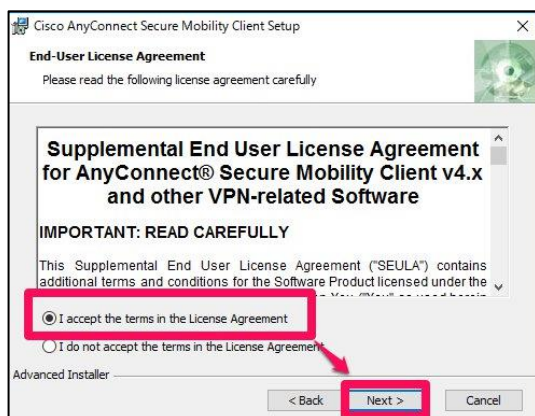 Cisco AnyConnect Secure Mobility Client Setup
End-User License Agreement
Please read the following license agreement carefully
Supplemental End User License Agreement
for AnyConnect® Secure Mobility Client v4.x
and other VPN-related Software
IMPORTANT: READ CAREFULLY
This Supplemental End User License Agreement ("SEULA") contains
additional terms and conditions for the Software Product licensed under the
I accept the terms in the License Agreement
I do not accept the terms in the License Agreement
Advanced Installer
< Back
Next >
Cancel